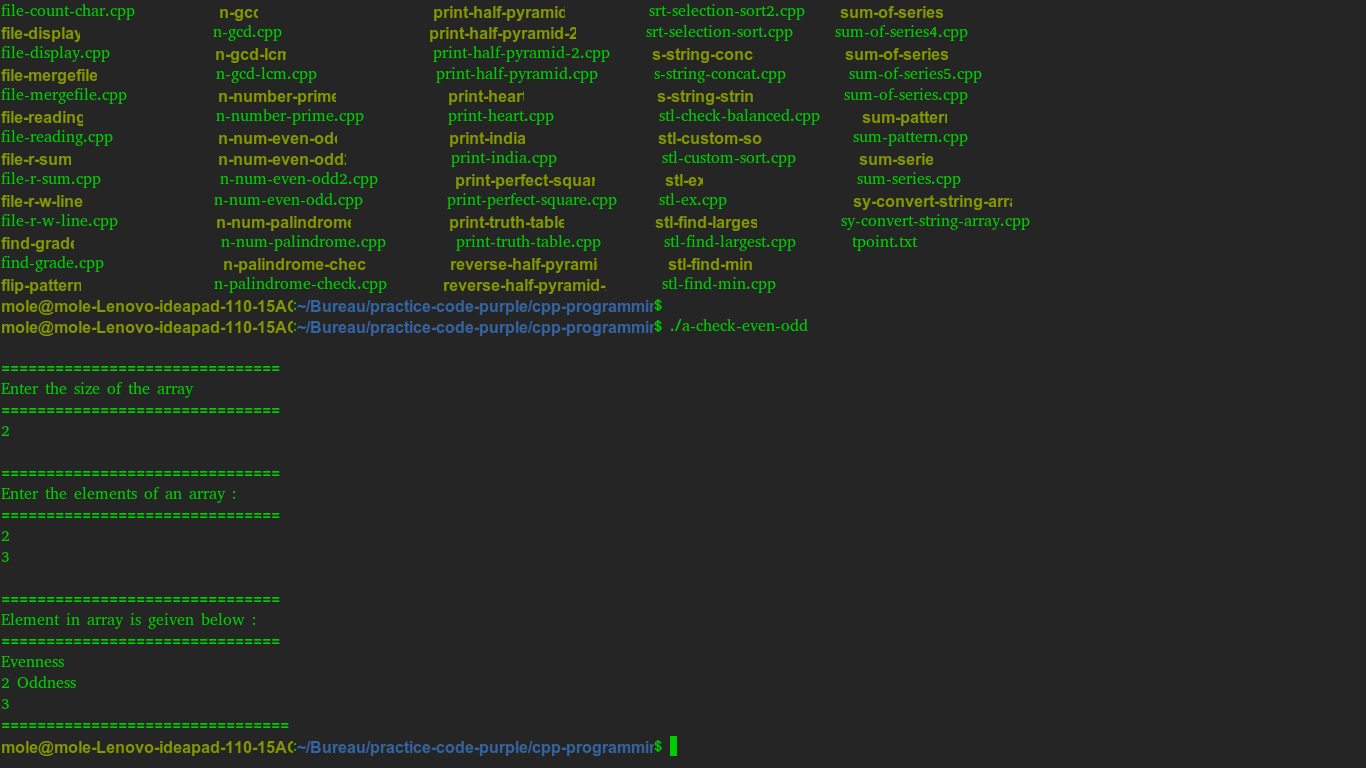 file-count-char.cpp n-gcd print-half-pyramid srt-selection-sort2.cpp sum-of-series
file-display n-gcd.cpp print-half-pyramid-2 srt-selection-sort.cpp sum-of-series4.cpp
file-display.cpp n-gcd-lcm print-half-pyramid-2.cpp s-string-conc sum-of-series
file-mergefile n-gcd-lcm.cpp print-half-pyramid.cpp s-string-concat.cpp sum-of-series5.cpp
file-mergefile.cpp n-number-prime print-heart s-string-strin sum-of-series.cpp
file-reading n-number-prime.cpp print-heart.cpp stl-check-balanced.cpp sum-pattern
file-reading.cpp n-num-even-odd print-india stl-custom-so sum-pattern.cpp
file-r-sum n-num-even-odd2 print-india.cpp stl-custom-sort.cpp sum-serie
file-r-sum.cpp n-num-even-odd2.cpp print-perfect-squar stl-ex sum-series.cpp
file-r-w-line n-num-even-odd.cpp print-perfect-square.cpp stl-ex.cpp sy-convert-string-arra
file-r-w-line.cpp n-num-palindrome print-truth-table stl-find-larges sy-convert-string-array.cpp
find-grade n-num-palindrome.cpp print-truth-table.cpp stl-find-largest.cpp tpoint.txt
find-grade.cpp n-palindrome-chec reverse-half-pyrami stl-find-min
flip-pattern n-palindrome-check.cpp reverse-half-pyramid- stl-find-min.cpp
mole@mole-Lenovo-ideapad-110-15AC:~/Bureau/practice-code-purple/cpp-programmin$
mole@mole-Lenovo-ideapad-110-15AC:~/Bureau/practice-code-purple/cpp-programmin$ ./a-check-even-odd
===============================
Enter the size of the array
===============================
2
===============================
Enter the elements of an array :
===============================
2
3
===============================
Element in array is geiven below :
===============================
Evenness
2 Oddness
3
================================
mole@mole-Lenovo-ideapad-110-15AC:~/Bureau/practice-code-purple/cpp-programmin$